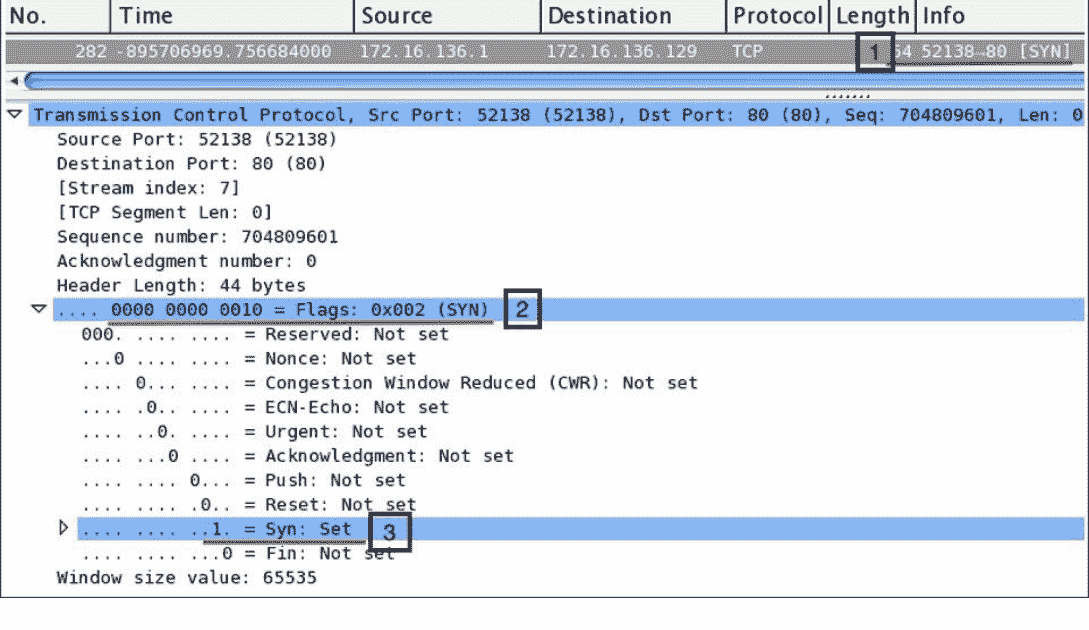 No. Time Source Destination Protocol Length Info
282 -895706969.756684000 172.16.136.1 172.16.136.129 TCP 1 52138→80 [SYN]
Transmission Control Protocol, Src Port: 52138 (52138), Dst Port: 80 (80), Seq: 704809601, Len: 0
Source Port: 52138 (52138)
Destination Port: 80 (80)
[Stream index: 7]
[TCP Segment Len: 0]
Sequence number: 704809601
Acknowledgment number: 0
Header Length: 44 bytes
.... 0000 0000 0010 = Flags: 0x002 (SYN) 2
000. .... .... = Reserved: Not set
...0 .... .... = Nonce: Not set
.... 0... .... = Congestion Window Reduced (CWR): Not set
.... .0.. .... = ECN-Echo: Not set
.... ..0. .... = Urgent: Not set
.... ...0 .... = Acknowledgment: Not set
.... .... 0... = Push: Not set
.... .... .0.. = Reset: Not set
.... .... ..1. = Syn: Set 3
.... .... ...0 = Fin: Not set
Window size value: 65535